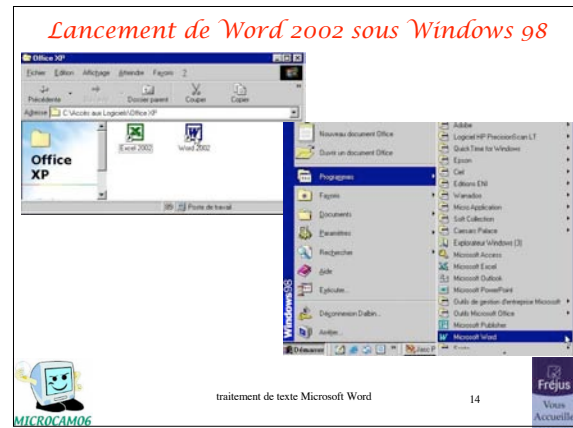 Lancement de Word 2002 sous Windows 98
Office XP
Fichier Edition Affichage Atteindre Favoris ?
Précédente
Dossier parent Couper Copier
Adresse C:\Accès aux Logiciels\Office XP
Office
XP
Excel 2002 Word 2002
Poste de travail
Nouveau document Office
Ouvrir un document Office
Programmes
Favoris
Documents
Paramètres
Rechercher
Aide
Exécuter...
Déconnexion Dalbin...
Arrêter...
Windows98
Démarrer
Adobe
Logiciel HP PrecisionScan LT
QuickTime for Windows
Epson
Ciel
Editions ENI
Wanadoo
Micro Application
Soft Collection
Caesars Palace
Explorateur Windows (3)
Microsoft Access
Microsoft Excel
Microsoft Outlook
Microsoft PowerPoint
Outils de gestion d'entreprise Microsoft
Outils Microsoft Office
Microsoft Publisher
Microsoft Word
MICROCAM06
traitement de texte Microsoft Word
14
Fréjus
Vous
Accueille